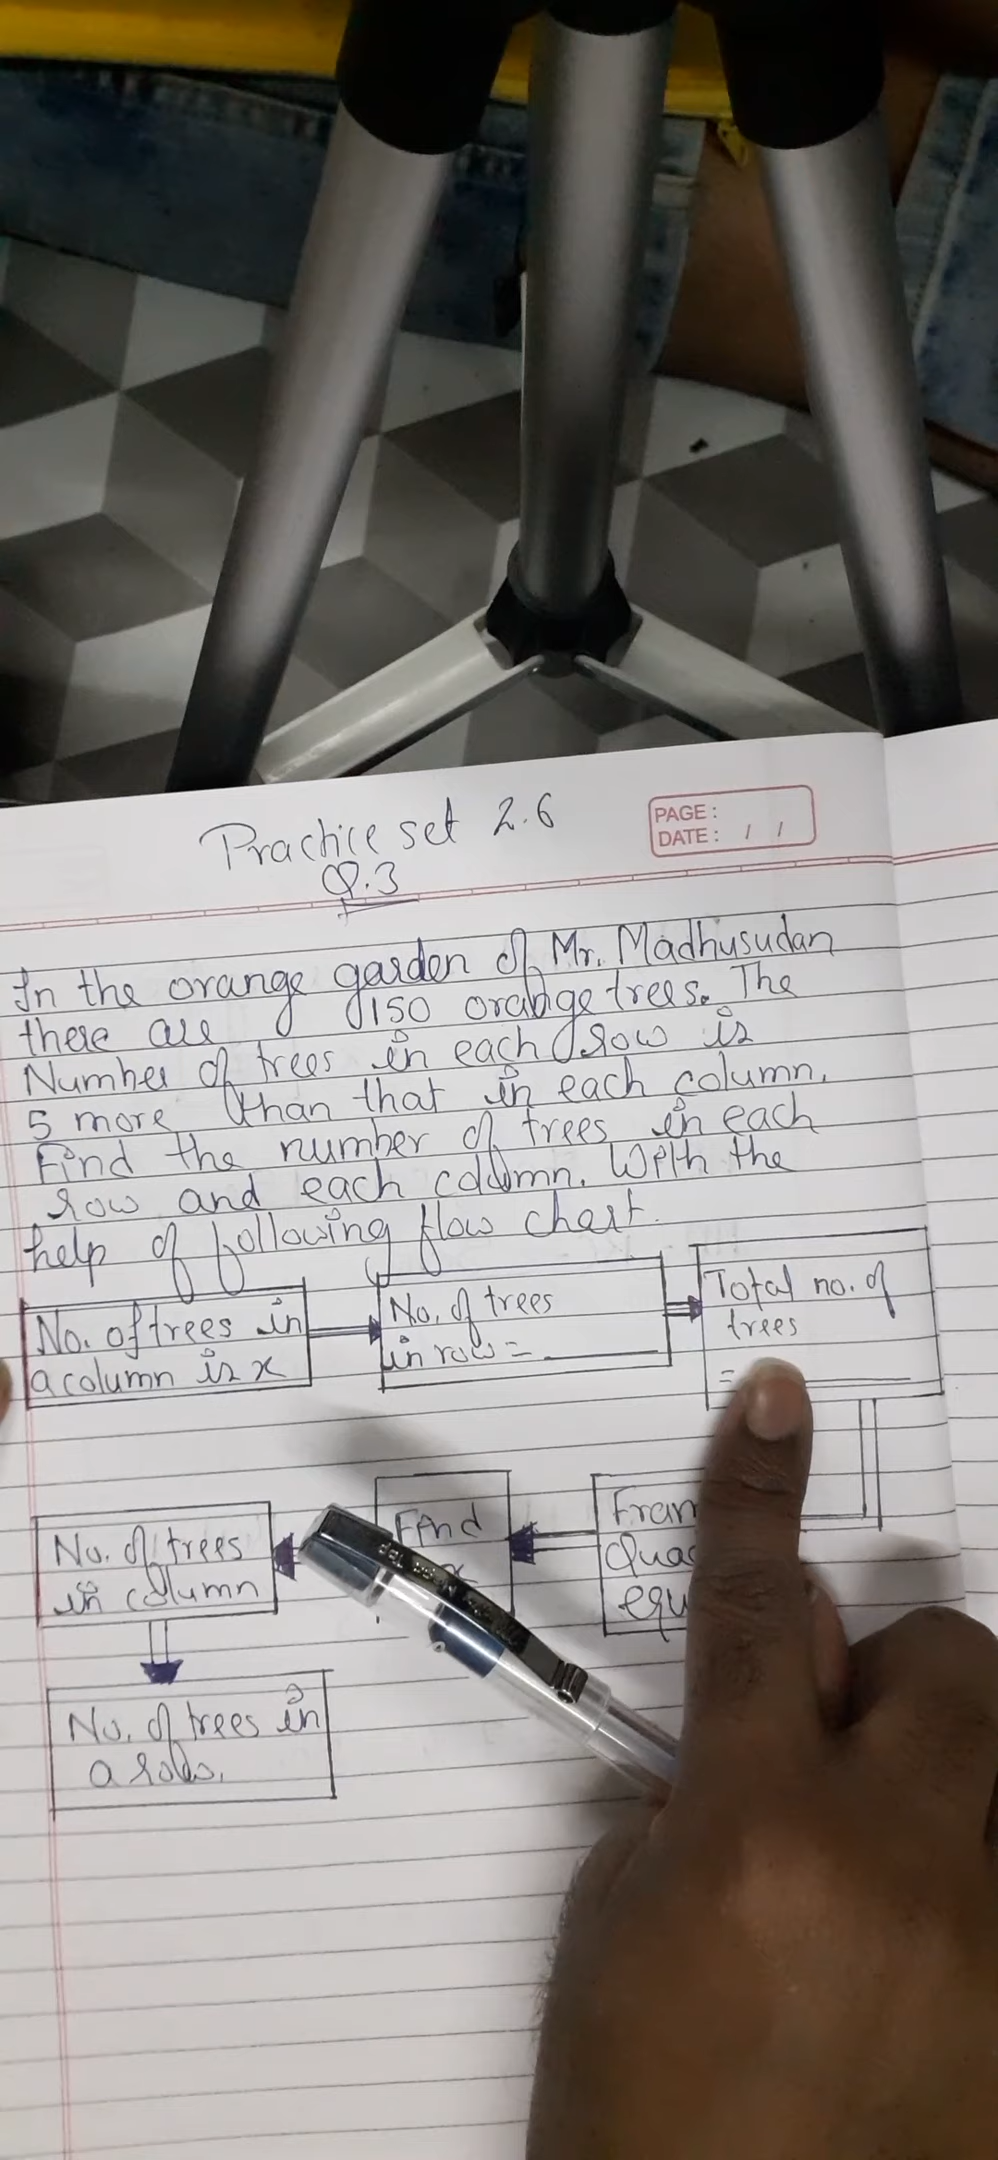 Practice set 2.6
PAGE:
DATE: / /
Q.3
In the orange garden of Mr. Madhusudan
there are 150 orange trees. The
Number of trees in each row is
5 more than that in each column.
Find the number of trees in each
row and each column. With the
help of following flow chart.
No. of trees in
a column is x
No. of trees
in row =
Total no. of
trees
=
Find
x
No. of trees
in column
No. of trees in
a row.